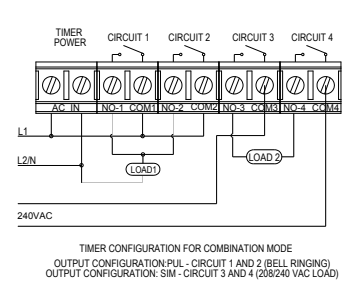 TIMER POWER
CIRCUIT 1
CIRCUIT 2
CIRCUIT 3
CIRCUIT 4
AC IN
NO-1
COM1
NO-2
COM2
NO-3
COM3
NO-4
COM4
L1
L2/N
LOAD1
LOAD 2
240VAC
TIMER CONFIGURATION FOR COMBINATION MODE
OUTPUT CONFIGURATION:PUL - CIRCUIT 1 AND 2 (BELL RINGING)
OUTPUT CONFIGURATION: SIM - CIRCUIT 3 AND 4 (208/240 VAC LOAD)